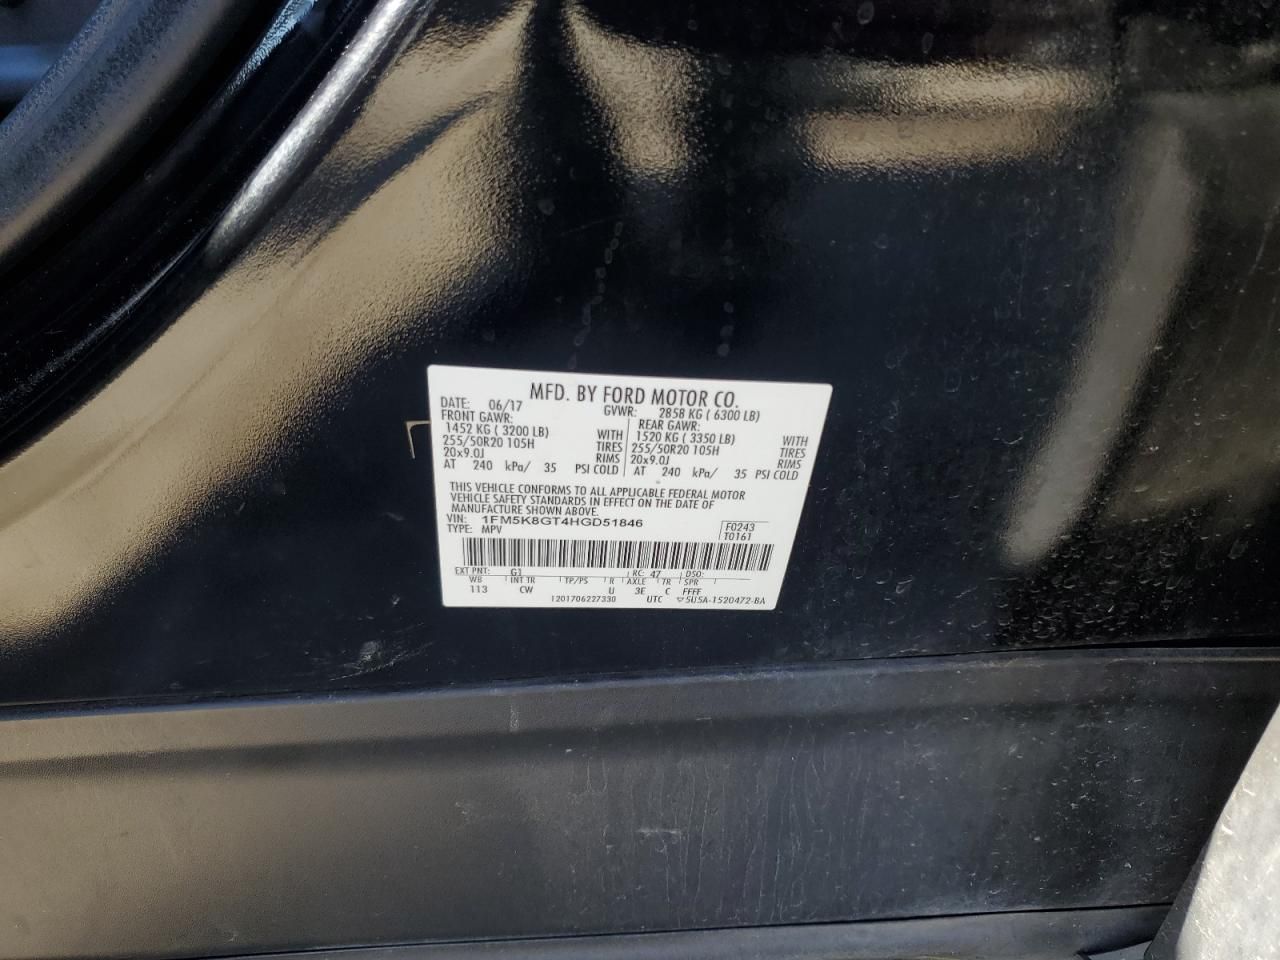 MFD. BY FORD MOTOR CO.
DATE: 06/17 GVWR: 2858 KG ( 6300 LB)
FRONT GAWR: REAR GAWR:
1452 KG ( 3200 LB) WITH 1520 KG ( 3350 LB) WITH
255/50R20 105H TIRES 255/50R20 105H TIRES
20x9.0J RIMS 20x9.0J RIMS
AT 240 kPa/ 35 PSI COLD AT 240 kPa/ 35 PSI COLD
THIS VEHICLE CONFORMS TO ALL APPLICABLE FEDERAL MOTOR
VEHICLE SAFETY STANDARDS IN EFFECT ON THE DATE OF
MANUFACTURE SHOWN ABOVE.
VIN: 1FM5K8GT4HGD51846 F0243
TYPE: MPV T0161
EXT PNT: G1 RC: 47 DSO:
WB INT TR TP/PS R AXLE TR SPR
113 CW U 3E C FFFF
1201706227330 UTC ▽5U5A-1520472-BA